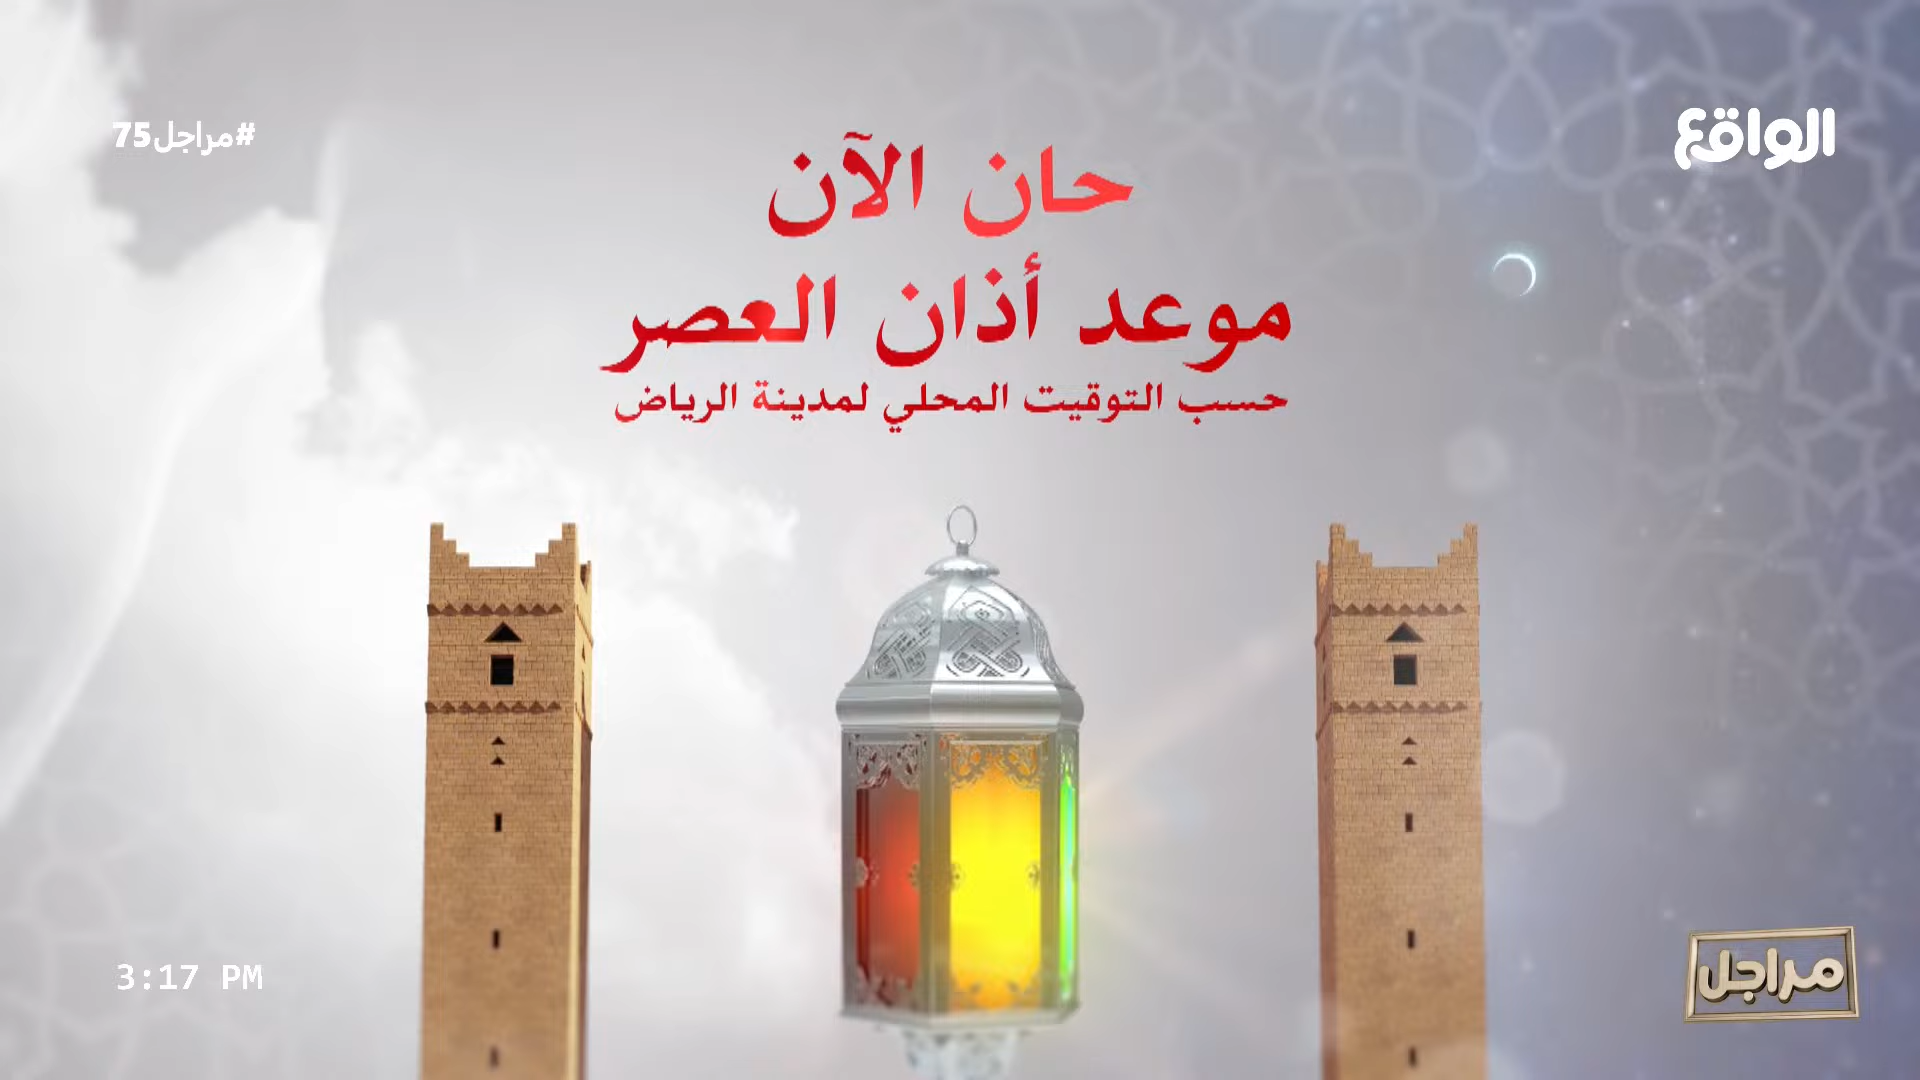 #مراجل75
الواقع
حان الآن
موعد أذان العصر
حسب التوقيت المحلي لمدينة الرياض
3:17 PM
مراجل